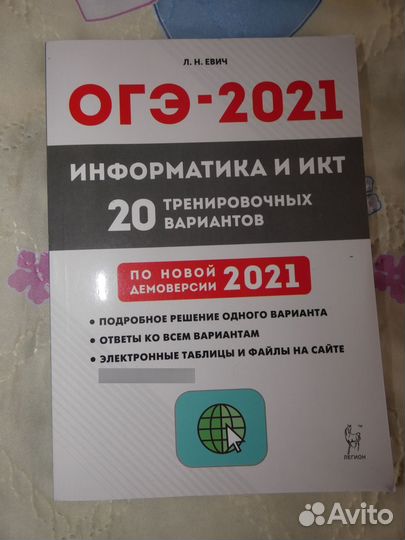 Л. Н. ЕВИЧ
ОГЭ-2021
ИНФОРМАТИКА И ИКТ
20 ТРЕНИРОВОЧНЫХ
ВАРИАНТОВ
ПО НОВОЙ
ДЕМОВЕРСИИ 2021
• ПОДРОБНОЕ РЕШЕНИЕ ОДНОГО ВАРИАНТА
• ОТВЕТЫ КО ВСЕМ ВАРИАНТАМ
• ЭЛЕКТРОННЫЕ ТАБЛИЦЫ И ФАЙЛЫ НА САЙТЕ
ЛЕГИОН
Avito